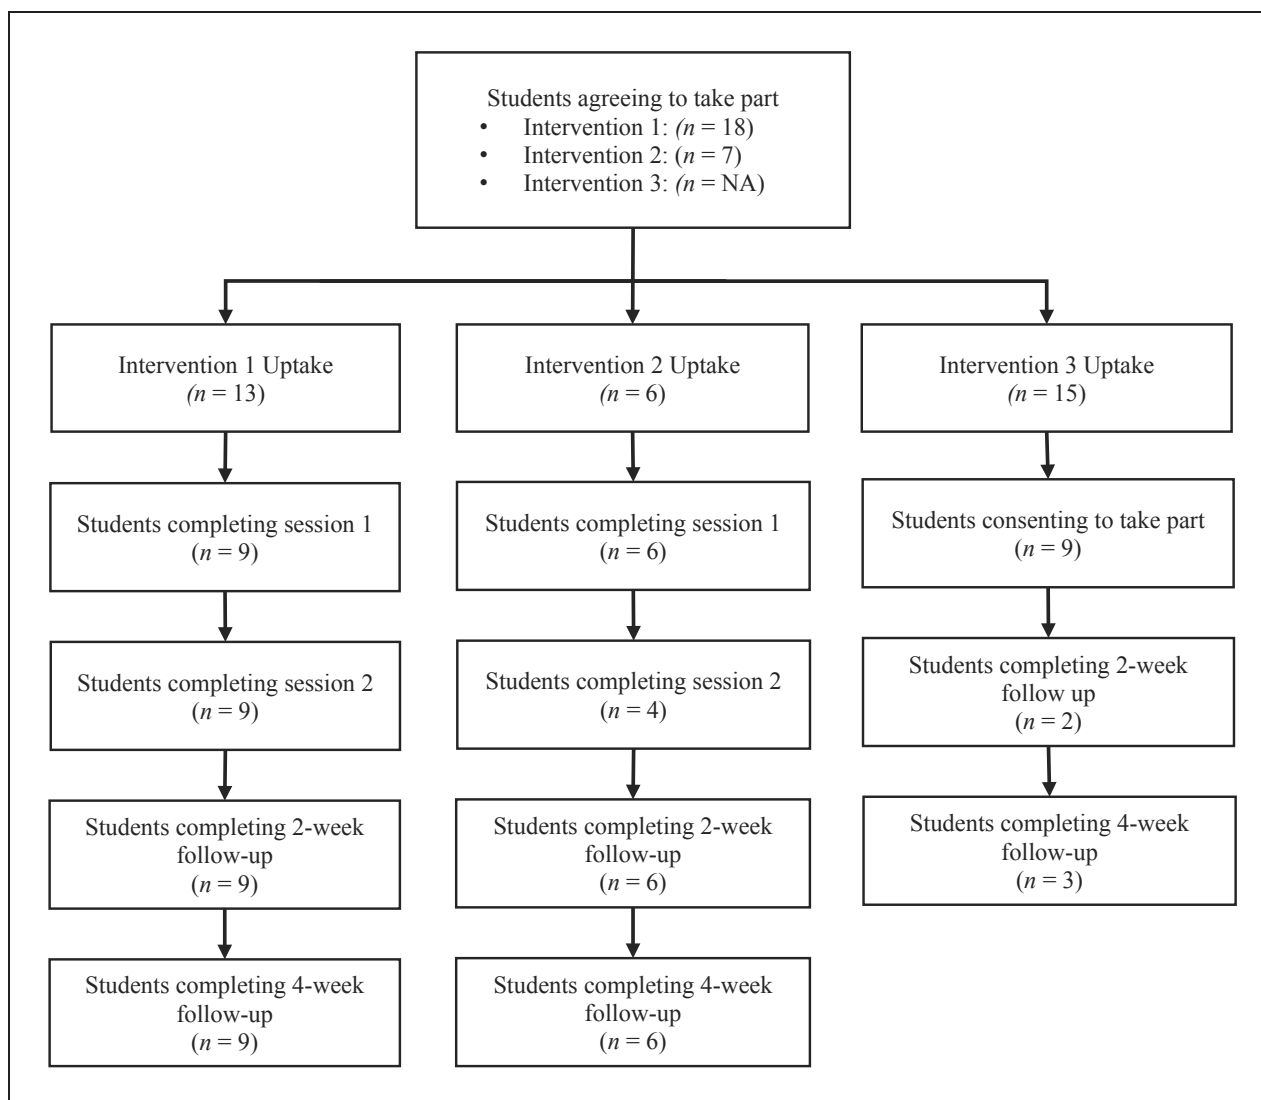 Students agreeing to take part
• Intervention 1: (n = 18)
• Intervention 2: (n = 7)
• Intervention 3: (n = NA)
Intervention 1 Uptake
(n = 13)
Intervention 2 Uptake
(n = 6)
Intervention 3 Uptake
(n = 15)
Students completing session 1
(n = 9)
Students completing session 1
(n = 6)
Students consenting to take part
(n = 9)
Students completing session 2
(n = 9)
Students completing session 2
(n = 4)
Students completing 2-week
follow up
(n = 2)
Students completing 2-week
follow-up
(n = 9)
Students completing 2-week
follow-up
(n = 6)
Students completing 4-week
follow-up
(n = 3)
Students completing 4-week
follow-up
(n = 9)
Students completing 4-week
follow-up
(n = 6)